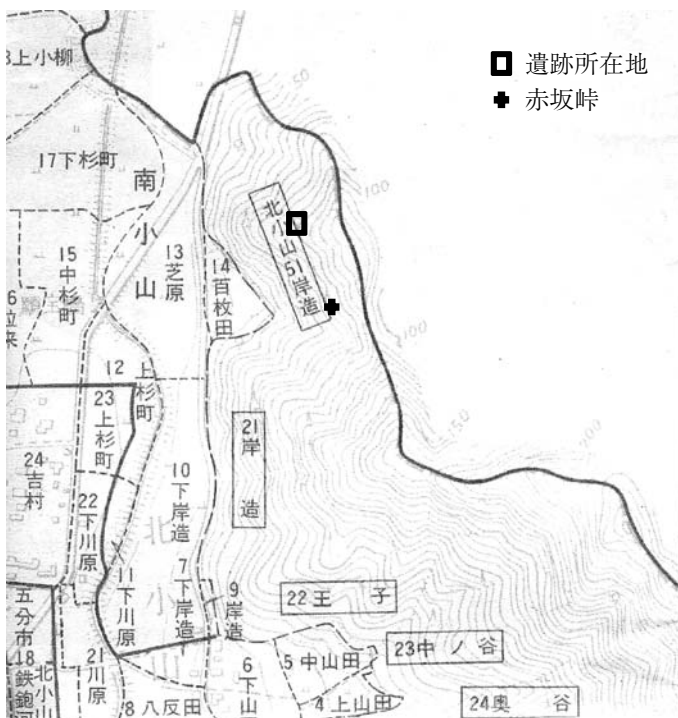 遺跡所在地
赤坂峠
上小柳
50
17下杉町
南小山
100
15中杉町
13芝原
14百枚田
北小山51岸造
100
12上杉町
23上杉町
150
200
21岸造
24吉村
10下岸造
22下川原
北小山
7下岸造
9岸造
22王子
11下川原
五分市
23中ノ谷
5中山田
21川原
18鉄鉋
北小山
6下山田
4上山田
24奥谷
8八反田